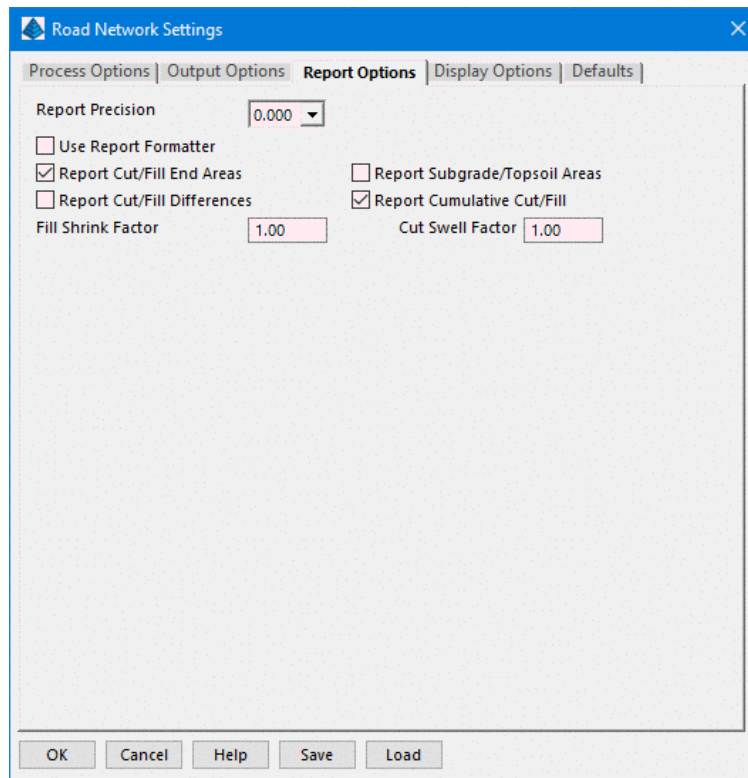 Road Network Settings
Process Options Output Options Report Options Display Options Defaults
Report Precision 0.000
Use Report Formatter
Report Cut/Fill End Areas Report Subgrade/Topsoil Areas
Report Cut/Fill Differences Report Cumulative Cut/Fill
Fill Shrink Factor 1.00 Cut Swell Factor 1.00
OK Cancel Help Save Load